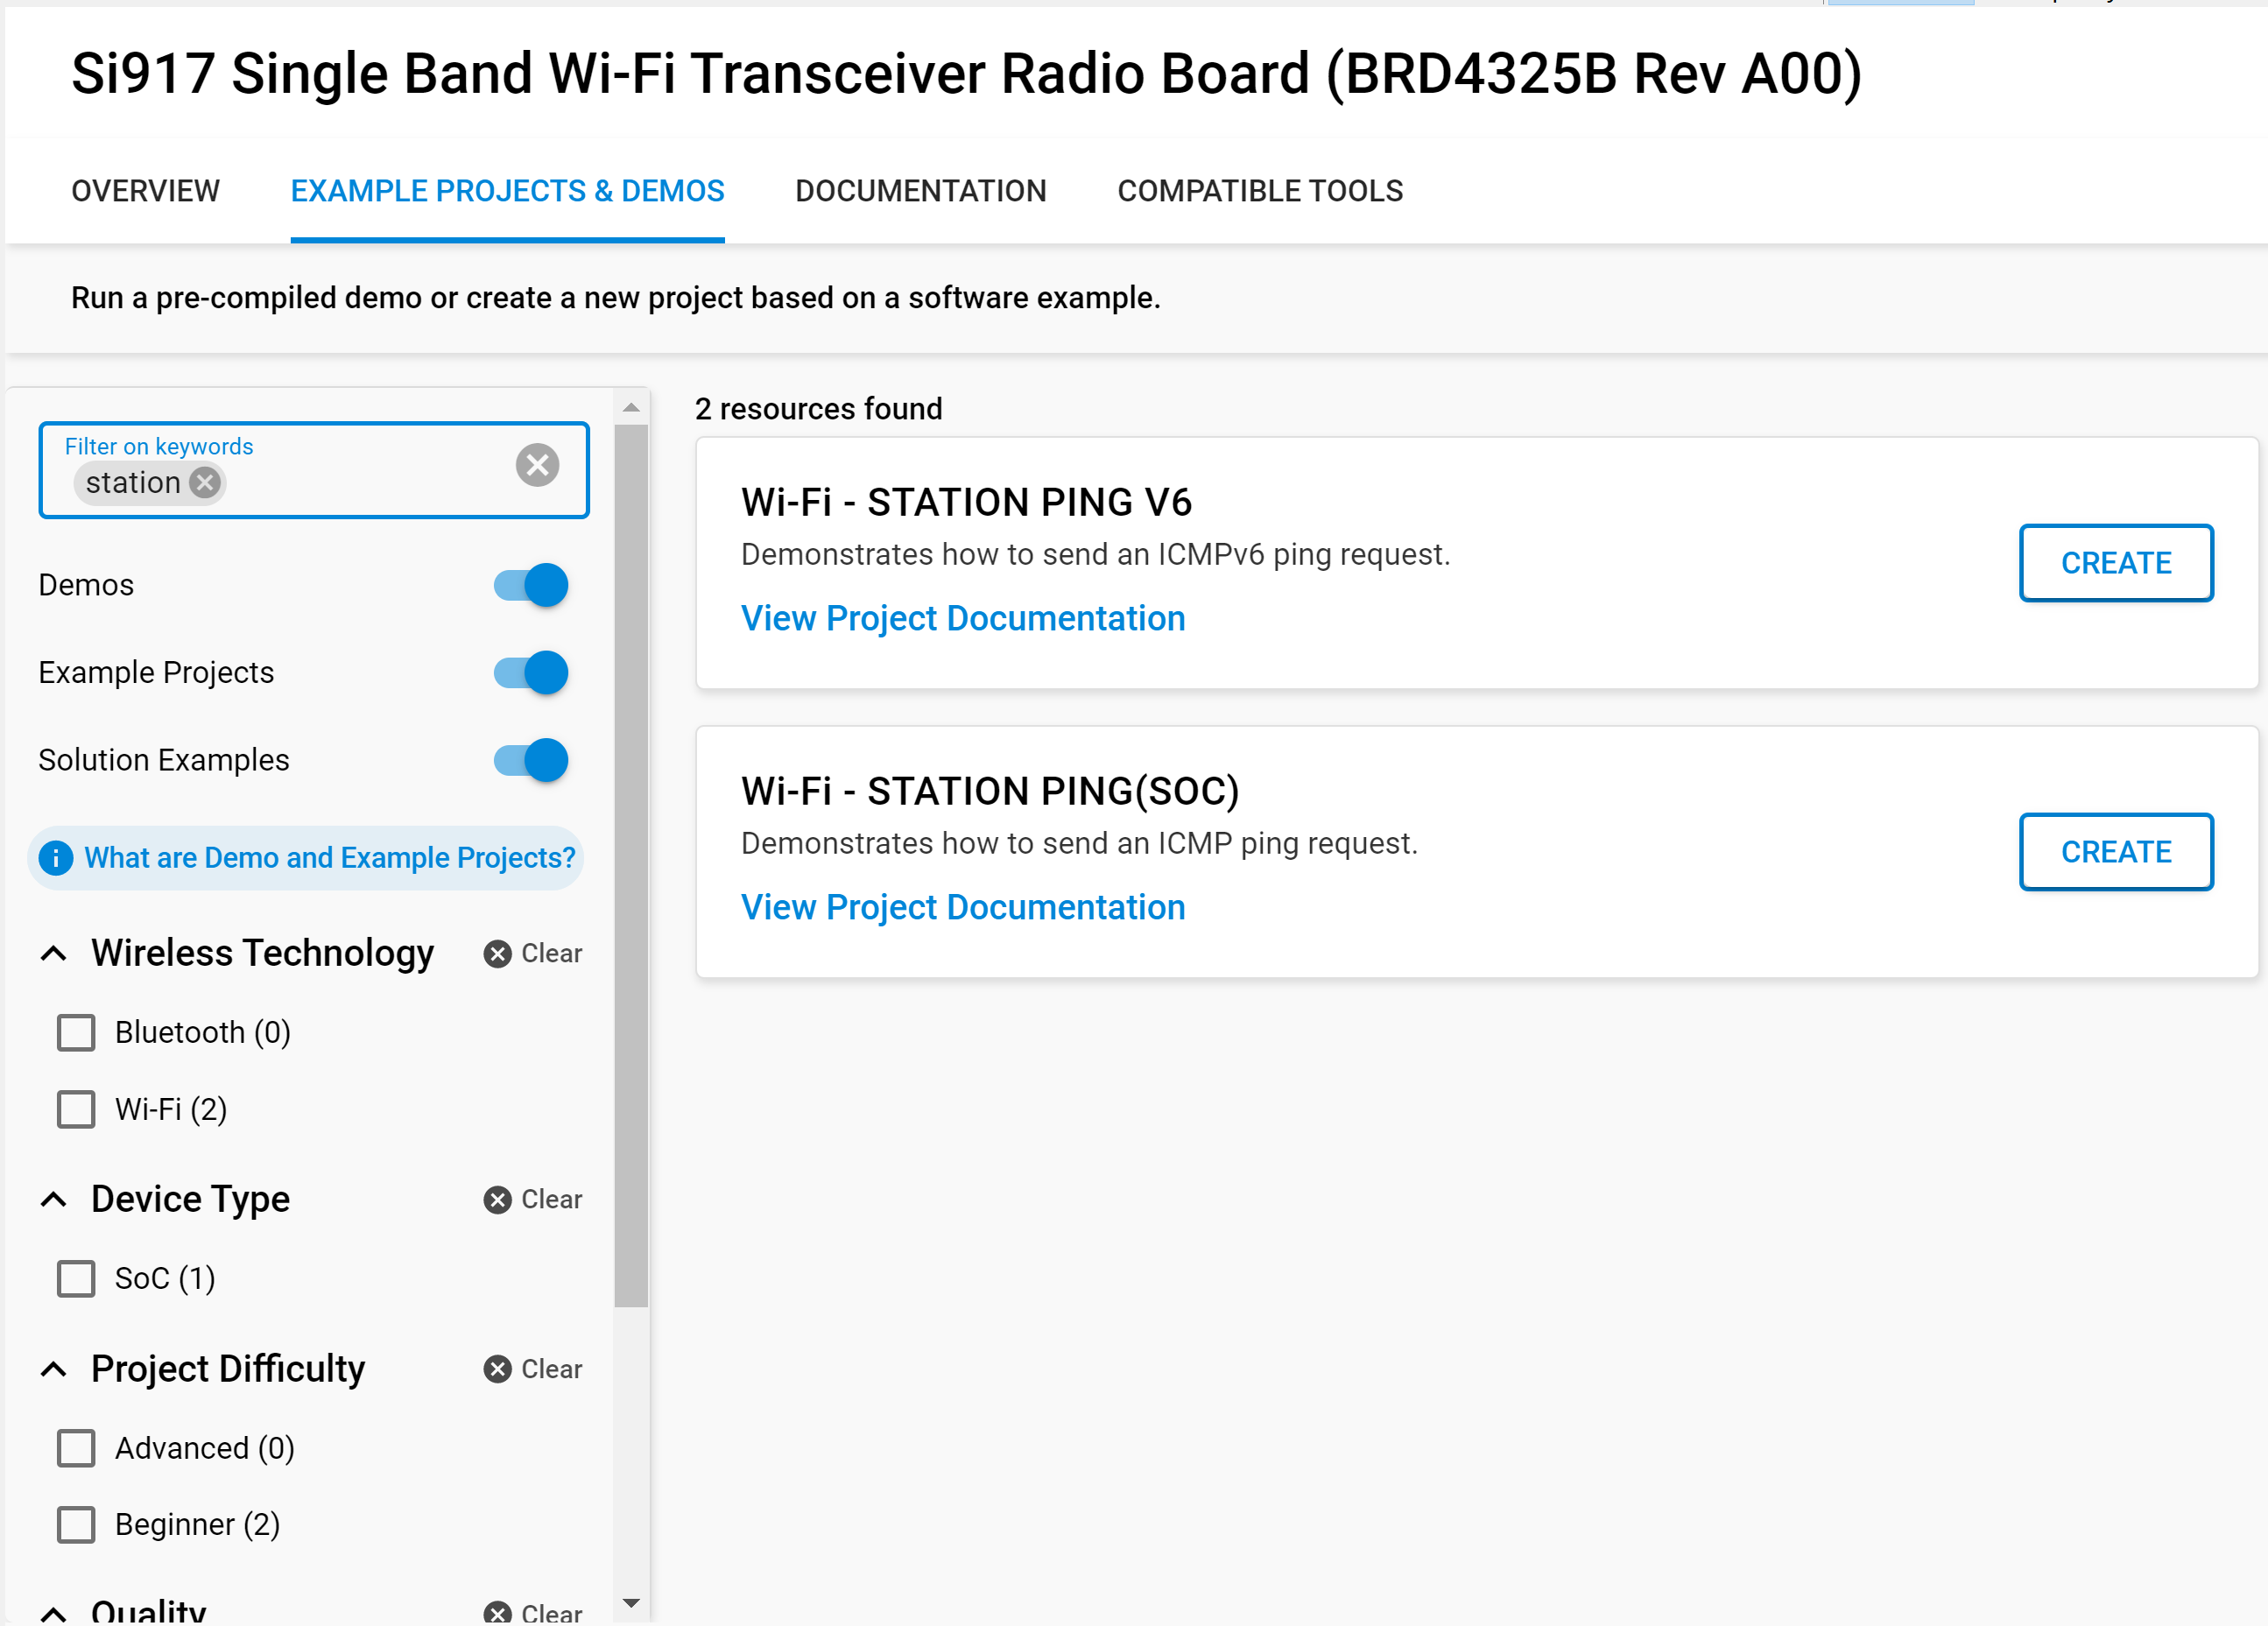 Si917 Single Band Wi-Fi Transceiver Radio Board (BRD4325B Rev A00)
OVERVIEW
EXAMPLE PROJECTS & DEMOS
DOCUMENTATION
COMPATIBLE TOOLS
Run a pre-compiled demo or create a new project based on a software example.
Filter on keywords
station
Demos
Example Projects
Solution Examples
What are Demo and Example Projects?
Wireless Technology
Clear
Bluetooth (0)
Wi-Fi (2)
Device Type
Clear
SoC (1)
Project Difficulty
Clear
Advanced (0)
Beginner (2)
Quality
Clear
2 resources found
Wi-Fi - STATION PING V6
Demonstrates how to send an ICMPv6 ping request.
View Project Documentation
CREATE
Wi-Fi - STATION PING(SOC)
Demonstrates how to send an ICMP ping request.
View Project Documentation
CREATE